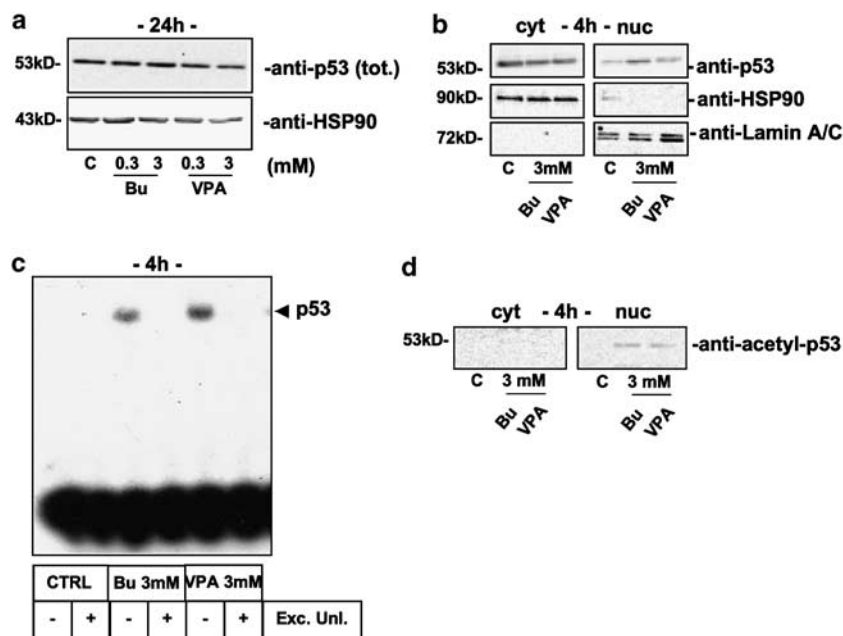 a
- 24h -
53kD-
-anti-p53 (tot.)
43kD-
-anti-HSP90
C 0.3 3 0.3 3 (mM)
Bu VPA
b
cyt - 4h - nuc
53kD-
-anti-p53
90kD-
-anti-HSP90
72kD-
-anti-Lamin A/C
C 3mM C 3mM
Bu VPA Bu VPA
c
- 4h -
p53
CTRL Bu 3mM VPA 3mM
- + - + - + Exc. Unl.
d
cyt - 4h - nuc
53kD-
-anti-acetyl-p53
C 3 mM C 3 mM
Bu VPA Bu VPA